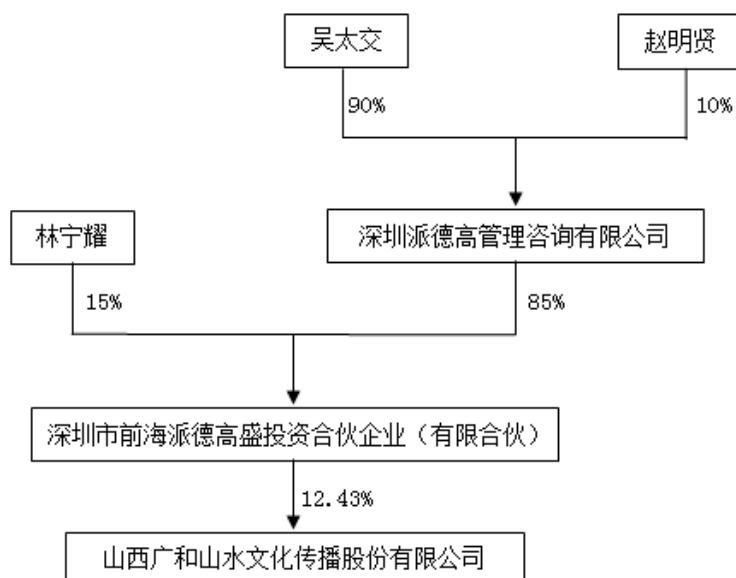 吴太交
赵明贤
90%
10%
林宁耀
深圳派德高管理咨询有限公司
15%
85%
深圳市前海派德高盛投资合伙企业（有限合伙）
12.43%
山西广和山水文化传播股份有限公司